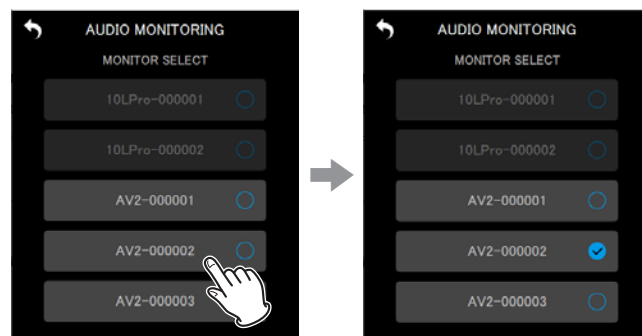 AUDIO MONITORING
MONITOR SELECT
10LPro-000001
10LPro-000002
AV2-000001
AV2-000002
AV2-000003
AUDIO MONITORING
MONITOR SELECT
10LPro-000001
10LPro-000002
AV2-000001
AV2-000002
AV2-000003